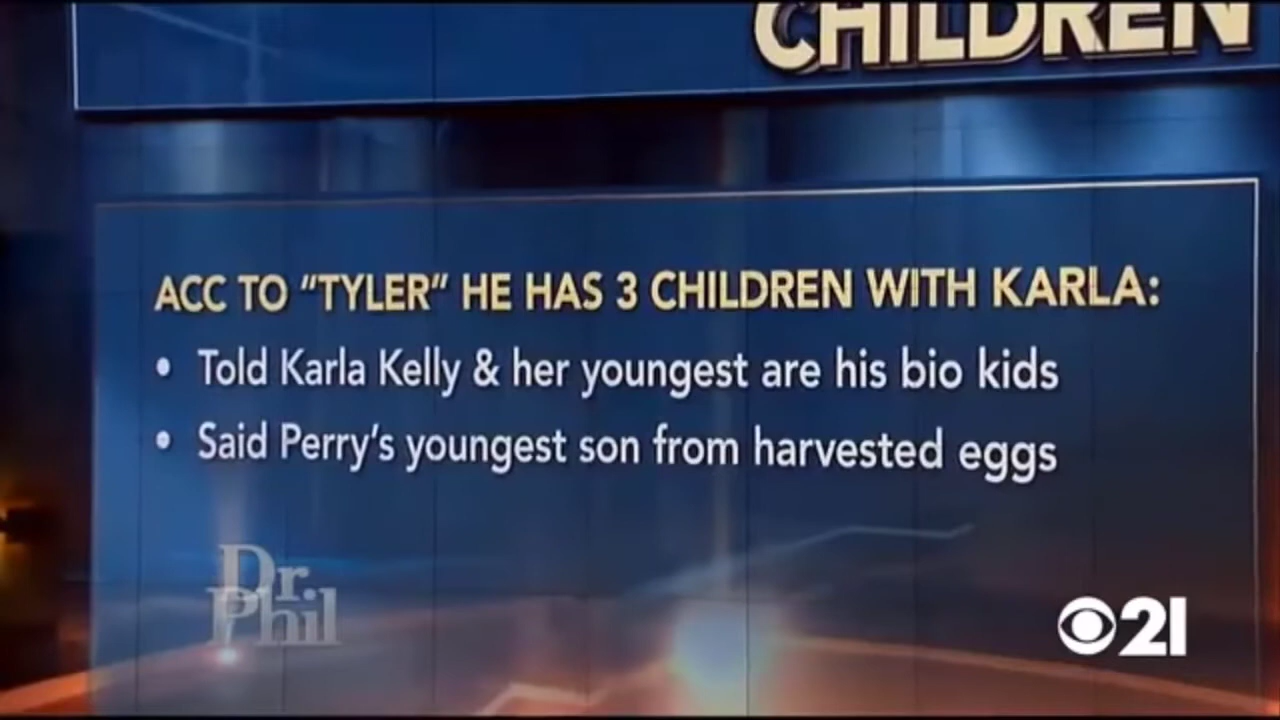 CHILDREN
ACC TO “TYLER” HE HAS 3 CHILDREN WITH KARLA:
• Told Karla Kelly & her youngest are his bio kids
• Said Perry’s youngest son from harvested eggs
Dr.
Phil
21